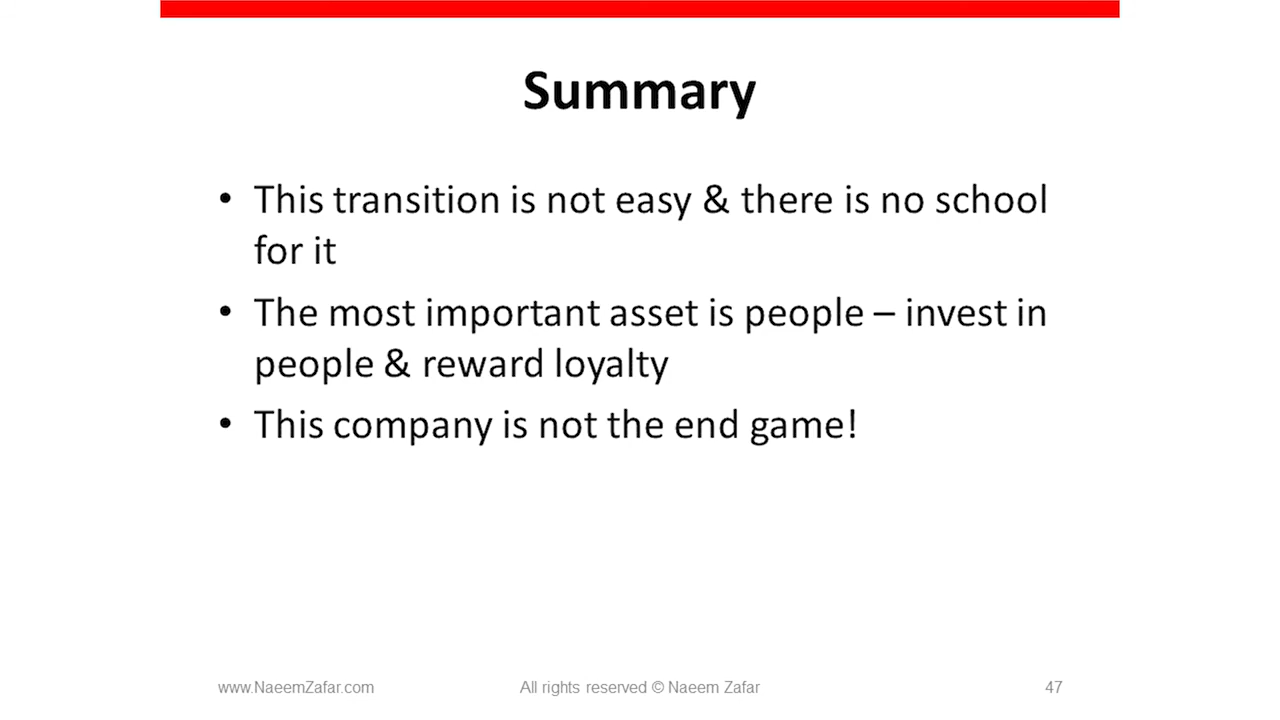 Summary
• This transition is not easy & there is no school
for it
• The most important asset is people – invest in
people & reward loyalty
• This company is not the end game!
www.NaeemZafar.com
All rights reserved © Naeem Zafar
47